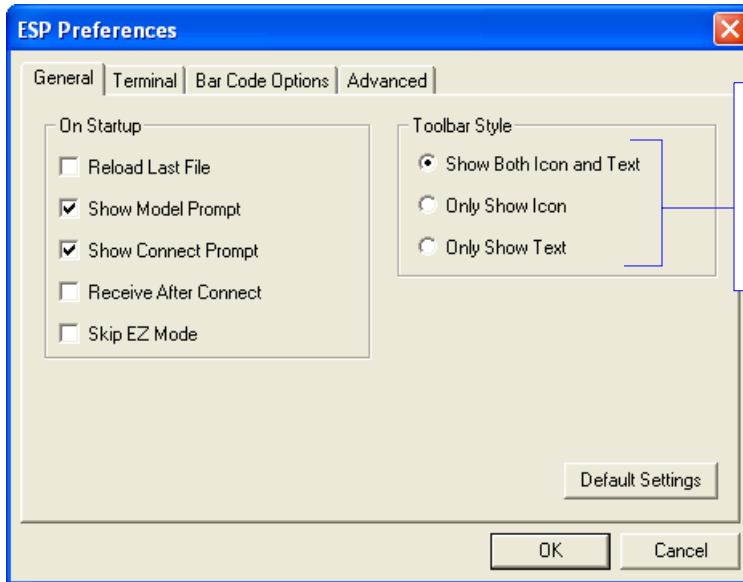 ESP Preferences
General Terminal Bar Code Options Advanced
On Startup
Reload Last File
Show Model Prompt
Show Connect Prompt
Receive After Connect
Skip EZ Mode
Toolbar Style
Show Both Icon and Text
Only Show Icon
Only Show Text
Default Settings
OK Cancel